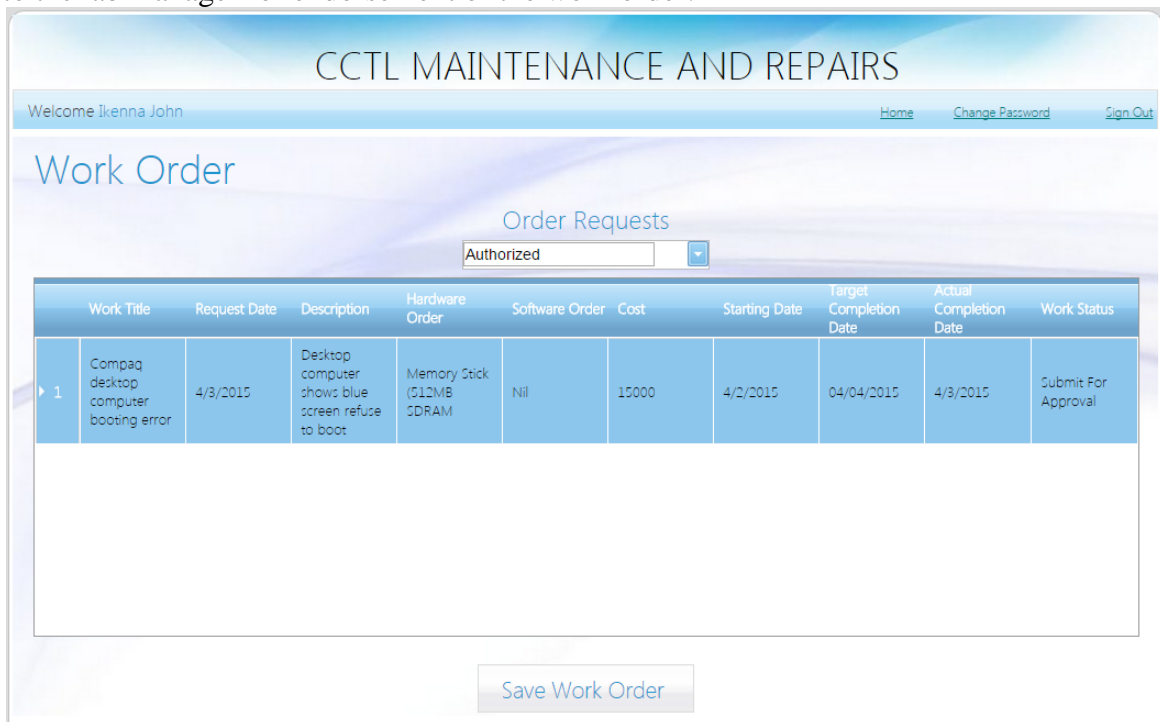 CCTL MAINTENANCE AND REPAIRS
Welcome Ikenna John
Home Change Password Sign Out
Work Order
Order Requests
Authorized
Work Title Request Date Description Hardware Order Software Order Cost Starting Date Target Completion Date Actual Completion Date Work Status
1 Compaq desktop computer booting error 4/3/2015 Desktop computer shows blue screen refuse to boot Memory Stick (512MB SDRAM Nil 15000 4/2/2015 04/04/2015 4/3/2015 Submit For Approval
Save Work Order